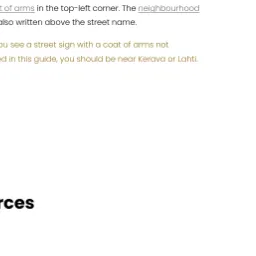 t of arms in the top-left corner. The neighbourhood
also written above the street name.
ou see a street sign with a coat of arms not
d in this guide, you should be near Kerava or Lahti.
rces